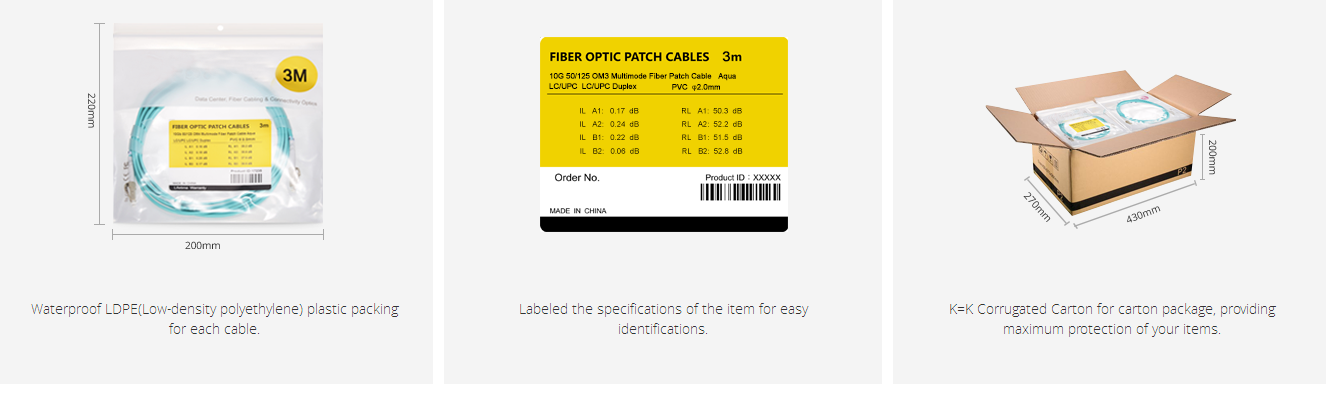 220mm
3M
Data Center, Fiber Cabling & Connectivity Optics
FIBER OPTIC PATCH CABLES 3m
200mm
Waterproof LDPE(Low-density polyethylene) plastic packing
for each cable.
FIBER OPTIC PATCH CABLES 3m
10G 50/125 OM3 Multimode Fiber Patch Cable Aqua
LC/UPC LC/UPC Duplex PVC φ2.0mm
IL A1: 0.17 dB RL A1: 50.3 dB
IL A2: 0.24 dB RL A2: 52.2 dB
IL B1: 0.22 dB RL B1: 51.5 dB
IL B2: 0.06 dB RL B2: 52.8 dB
Order No. Product ID : XXXXX
MADE IN CHINA
200mm
270mm
430mm
Labeled the specifications of the item for easy
identifications.
K=K Corrugated Carton for carton package, providing
maximum protection of your items.